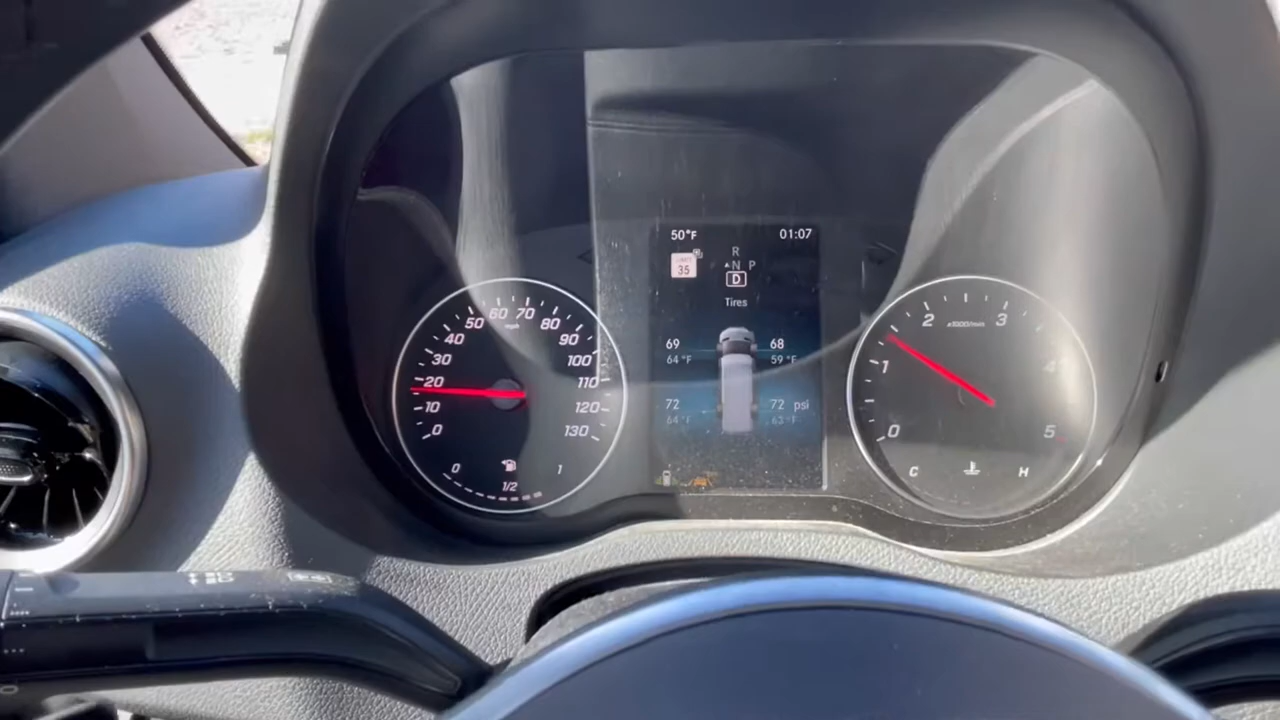 50°F 01:07
35
R
N P
D
Tires
69 68
64 °F 59 °F
72 72 psi
64 °F 63 °F
0 10 20 30 40 50 60 70 80 90 100 110 120 130
mph
0 1/2 1
0 1 2 3 4 5
x1000/min
C H